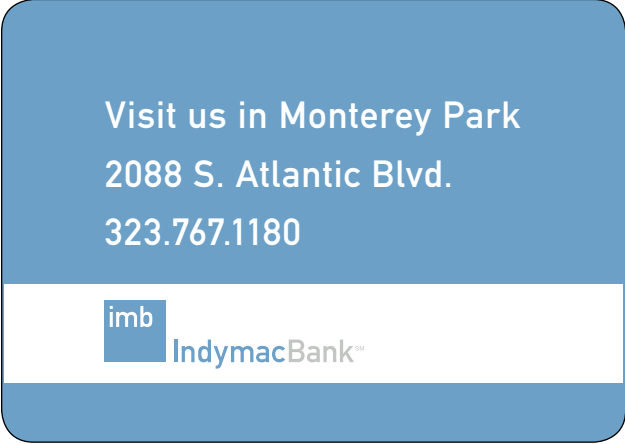 Visit us in Monterey Park
2088 S. Atlantic Blvd.
323.767.1180
imb
IndymacBank℠